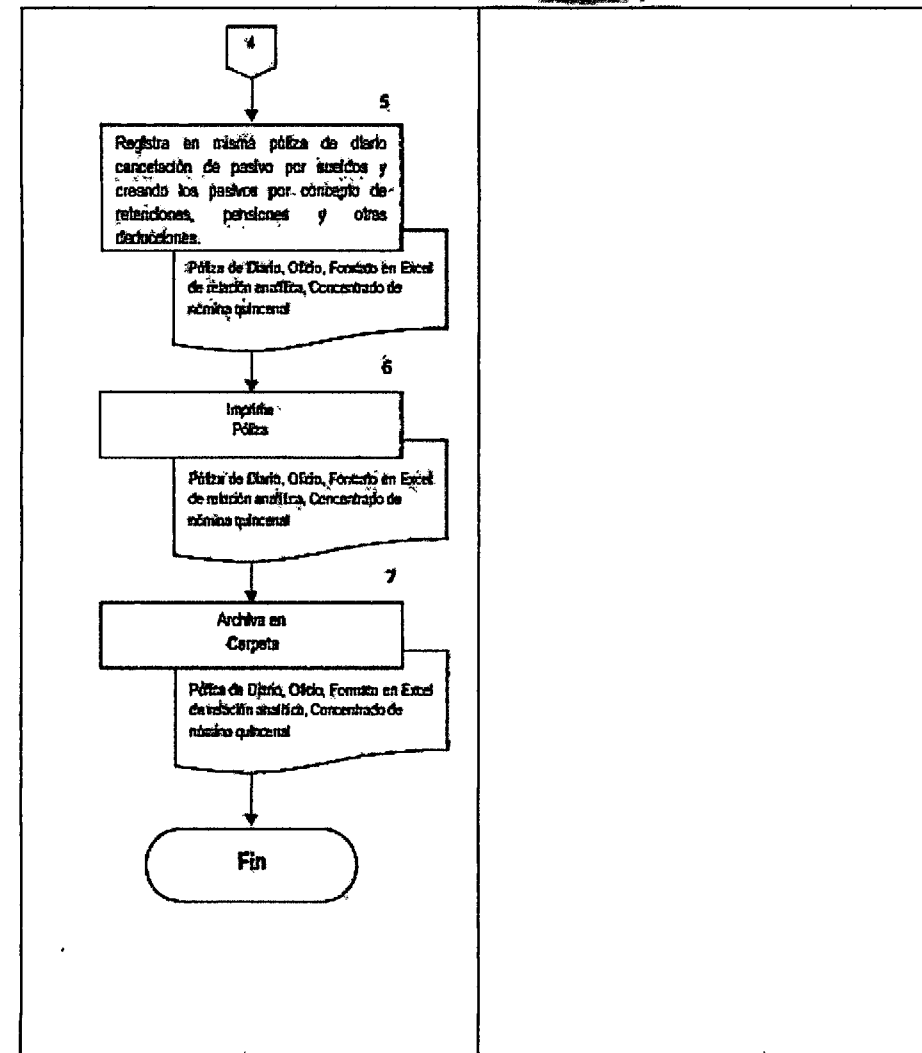 4
5
Registra en misma póliza de diario
cancelación de pasivo por sueldos y
creando los pasivos por concepto de
retenciones, pensiones y otras
deducciones.
Póliza de Diario, Oficio, Formato en Excel
de relación analítica, Concentrado de
nómina quincenal
6
Imprime
Póliza
Póliza de Diario, Oficio, Formato en Excel
de relación analítica, Concentrado de
nómina quincenal
7
Archiva en
Carpeta
Póliza de Diario, Oficio, Formato en Excel
de relación analítica, Concentrado de
nómina quincenal
Fin